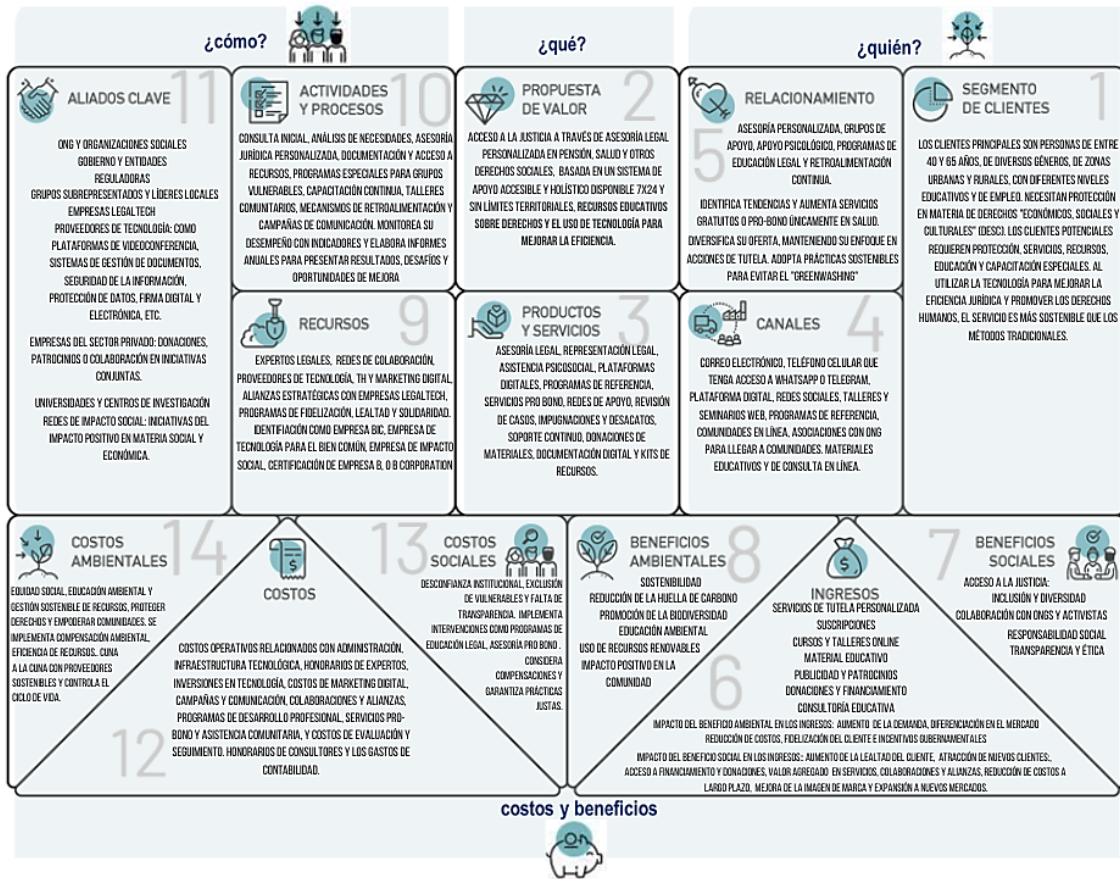 ¿cómo?
¿qué?
¿quién?
11
ALIADOS CLAVE
ONG Y ORGANIZACIONES SOCIALES
GOBIERNO Y ENTIDADES
REGULADORAS
GRUPOS SUBREPRESENTADOS Y LÍDERES LOCALES
EMPRESAS LEGALTECH
PROVEEDORES DE TECNOLOGÍA: COMO
PLATAFORMAS DE VIDEOCONFERENCIA,
SISTEMAS DE GESTIÓN DE DOCUMENTOS,
SEGURIDAD DE LA INFORMACIÓN,
PROTECCIÓN DE DATOS, FIRMA DIGITAL Y
ELECTRÓNICA, ETC.
EMPRESAS DEL SECTOR PRIVADO: DONACIONES,
PATROCINIOS O COLABORACIÓN EN INICIATIVAS
CONJUNTAS.
UNIVERSIDADES Y CENTROS DE INVESTIGACIÓN
REDES DE IMPACTO SOCIAL: INICIATIVAS DEL
IMPACTO POSITIVO EN MATERIA SOCIAL Y
ECONÓMICA.
10
ACTIVIDADES
Y PROCESOS
CONSULTA INICIAL, ANÁLISIS DE NECESIDADES, ASESORÍA
JURÍDICA PERSONALIZADA, DOCUMENTACIÓN Y ACCESO A
RECURSOS, PROGRAMAS ESPECIALES PARA GRUPOS
VULNERABLES, CAPACITACIÓN CONTINUA, TALLERES
COMUNITARIOS, MECANISMOS DE RETROALIMENTACIÓN Y
CAMPAÑAS DE COMUNICACIÓN. MONITOREA SU
DESEMPEÑO CON INDICADORES Y ELABORA INFORMES
ANUALES PARA PRESENTAR RESULTADOS, DESAFÍOS Y
OPORTUNIDADES DE MEJORA
9
RECURSOS
EXPERTOS LEGALES, REDES DE COLABORACIÓN,
PROVEEDORES DE TECNOLOGÍA, TH Y MARKETING DIGITAL,
ALIANZAS ESTRATÉGICAS CON EMPRESAS LEGALTECH,
PROGRAMAS DE FIDELIZACIÓN, LEALTAD Y SOLIDARIDAD.
IDENTIFIACIÓN COMO EMPRESA BIC, EMPRESA DE
TECNOLOGÍA PARA EL BIEN COMÚN, EMPRESA DE IMPACTO
SOCIAL, CERTIFICACIÓN DE EMPRESA B, O B CORPORATION
2
PROPUESTA
DE VALOR
ACCESO A LA JUSTICIA A TRAVÉS DE ASESORÍA LEGAL
PERSONALIZADA EN PENSIÓN, SALUD Y OTROS
DERECHOS SOCIALES, BASADA EN UN SISTEMA DE
APOYO ACCESIBLE Y HOLÍSTICO DISPONIBLE 7X24 Y
SIN LÍMITES TERRITORIALES, RECURSOS EDUCATIVOS
SOBRE DERECHOS Y EL USO DE TECNOLOGÍA PARA
MEJORAR LA EFICIENCIA.
3
PRODUCTOS
Y SERVICIOS
ASESORÍA LEGAL, REPRESENTACIÓN LEGAL,
ASISTENCIA PSICOSOCIAL, PLATAFORMAS
DIGITALES, PROGRAMAS DE REFERENCIA,
SERVICIOS PRO BONO, REDES DE APOYO, REVISIÓN
DE CASOS, IMPUGNACIONES Y DESACATOS,
SOPORTE CONTINUO, DONACIONES DE
MATERIALES, DOCUMENTACIÓN DIGITAL Y KITS DE
RECURSOS.
5
RELACIONAMIENTO
ASESORÍA PERSONALIZADA, GRUPOS DE
APOYO, APOYO PSICOLÓGICO, PROGRAMAS DE
EDUCACIÓN LEGAL Y RETROALIMENTACIÓN
CONTINUA.
IDENTIFICA TENDENCIAS Y AUMENTA SERVICIOS
GRATUITOS O PRO-BONO ÚNICAMENTE EN SALUD.
DIVERSIFICA SU OFERTA, MANTENIENDO SU ENFOQUE EN
ACCIONES DE TUTELA. ADOPTA PRÁCTICAS SOSTENIBLES
PARA EVITAR EL "GREENWASHING"
4
CANALES
CORREO ELECTRÓNICO, TELÉFONO CELULAR QUE
TENGA ACCESO A WHATSAPP O TELEGRAM,
PLATAFORMA DIGITAL, REDES SOCIALES, TALLERES Y
SEMINARIOS WEB, PROGRAMAS DE REFERENCIA,
COMUNIDADES EN LÍNEA, ASOCIACIONES CON ONG
PARA LLEGAR A COMUNIDADES. MATERIALES
EDUCATIVOS Y DE CONSULTA EN LÍNEA.
1
SEGMENTO
DE CLIENTES
LOS CLIENTES PRINCIPALES SON PERSONAS DE ENTRE
40 Y 65 AÑOS, DE DIVERSOS GÉNEROS, DE ZONAS
URBANAS Y RURALES, CON DIFERENTES NIVELES
EDUCATIVOS Y DE EMPLEO. NECESITAN PROTECCIÓN
EN MATERIA DE DERECHOS "ECONÓMICOS, SOCIALES Y
CULTURALES" (DESC). LOS CLIENTES POTENCIALES
REQUIEREN PROTECCIÓN, SERVICIOS, RECURSOS,
EDUCACIÓN Y CAPACITACIÓN ESPECIALES. AL
UTILIZAR LA TECNOLOGÍA PARA MEJORAR LA
EFICIENCIA JURÍDICA Y PROMOVER LOS DERECHOS
HUMANOS, EL SERVICIO ES MÁS SOSTENIBLE QUE LOS
MÉTODOS TRADICIONALES.
14
COSTOS
AMBIENTALES
EQUIDAD SOCIAL, EDUCACIÓN AMBIENTAL Y
GESTIÓN SOSTENIBLE DE RECURSOS, PROTEGER
DERECHOS Y EMPODERAR COMUNIDADES. SE
IMPLEMENTA COMPENSACIÓN AMBIENTAL,
EFICIENCIA DE RECURSOS. CUNA
A LA CUNA CON PROVEEDORES
SOSTENIBLES Y CONTROLA EL
CICLO DE VIDA.
12
COSTOS
COSTOS OPERATIVOS RELACIONADOS CON ADMINISTRACIÓN,
INFRAESTRUCTURA TECNOLÓGICA, HONORARIOS DE EXPERTOS,
INVERSIONES EN TECNOLOGÍA, COSTOS DE MARKETING DIGITAL,
CAMPAÑAS Y COMUNICACIÓN, COLABORACIONES Y ALIANZAS,
PROGRAMAS DE DESARROLLO PROFESIONAL, SERVICIOS PRO-
BONO Y ASISTENCIA COMUNITARIA, Y COSTOS DE EVALUACIÓN Y
SEGUIMIENTO. HONORARIOS DE CONSULTORES Y LOS GASTOS DE
CONTABILIDAD.
13
COSTOS
SOCIALES
DESCONFIANZA INSTITUCIONAL, EXCLUSIÓN
DE VULNERABLES Y FALTA DE
TRANSPARENCIA. IMPLEMENTA
INTERVENCIONES COMO PROGRAMAS DE
EDUCACIÓN LEGAL, ASESORÍA PRO BONO .
CONSIDERA
COMPENSACIONES Y
GARANTIZA PRÁCTICAS
JUSTAS.
8
BENEFICIOS
AMBIENTALES
SOSTENIBILIDAD
REDUCCIÓN DE LA HUELLA DE CARBONO
PROMOCIÓN DE LA BIODIVERSIDAD
EDUCACIÓN AMBIENTAL
USO DE RECURSOS RENOVABLES
IMPACTO POSITIVO EN LA
COMUNIDAD
6
INGRESOS
SERVICIOS DE TUTELA PERSONALIZADA
SUSCRIPCIONES
CURSOS Y TALLERES ONLINE
MATERIAL EDUCATIVO
PUBLICIDAD Y PATROCINIOS
DONACIONES Y FINANCIAMIENTO
CONSULTORÍA EDUCATIVA
IMPACTO DEL BENEFICIO AMBIENTAL EN LOS INGRESOS: AUMENTO DE LA DEMANDA, DIFERENCIACIÓN EN EL MERCADO
REDUCCIÓN DE COSTOS, FIDELIZACIÓN DEL CLIENTE E INCENTIVOS GUBERNAMENTALES
IMPACTO DEL BENEFICIO SOCIAL EN LOS INGRESOS:: AUMENTO DE LA LEALTAD DEL CLIENTE, ATRACCIÓN DE NUEVOS CLIENTES:,
ACCESO A FINANCIAMIENTO Y DONACIONES, VALOR AGREGADO EN SERVICIOS, COLABORACIONES Y ALIANZAS, REDUCCIÓN DE COSTOS A
LARGO PLAZO, MEJORA DE LA IMAGEN DE MARCA Y EXPANSIÓN A NUEVOS MERCADOS.
7
BENEFICIOS
SOCIALES
ACCESO A LA JUSTICIA:
INCLUSIÓN Y DIVERSIDAD
COLABORACIÓN CON ONGS Y ACTIVISTAS
RESPONSABILIDAD SOCIAL
TRANSPARENCIA Y ÉTICA
costos y beneficios